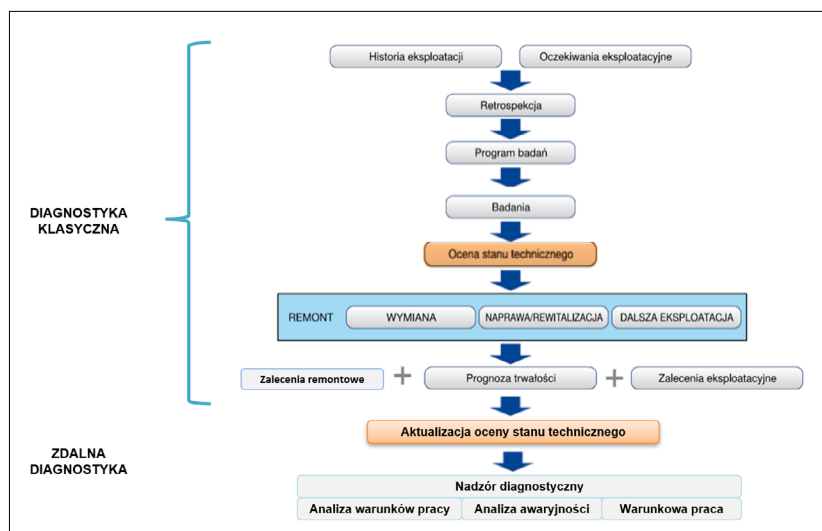 Historia eksploatacji
Oczekiwania eksploatacyjne
Retrospekcja
Program badań
Badania
DIAGNOSTYKA
KLASYCZNA
Ocena stanu technicznego
REMONT
WYMIANA
NAPRAWA/REWITALIZACJA
DALSZA EKSPLOATACJA
Zalecenia remontowe
+
Prognoza trwałości
+
Zalecenia eksploatacyjne
Aktualizacja oceny stanu technicznego
ZDALNA
DIAGNOSTYKA
Nadzór diagnostyczny
Analiza warunków pracy
Analiza awaryjności
Warunkowa praca